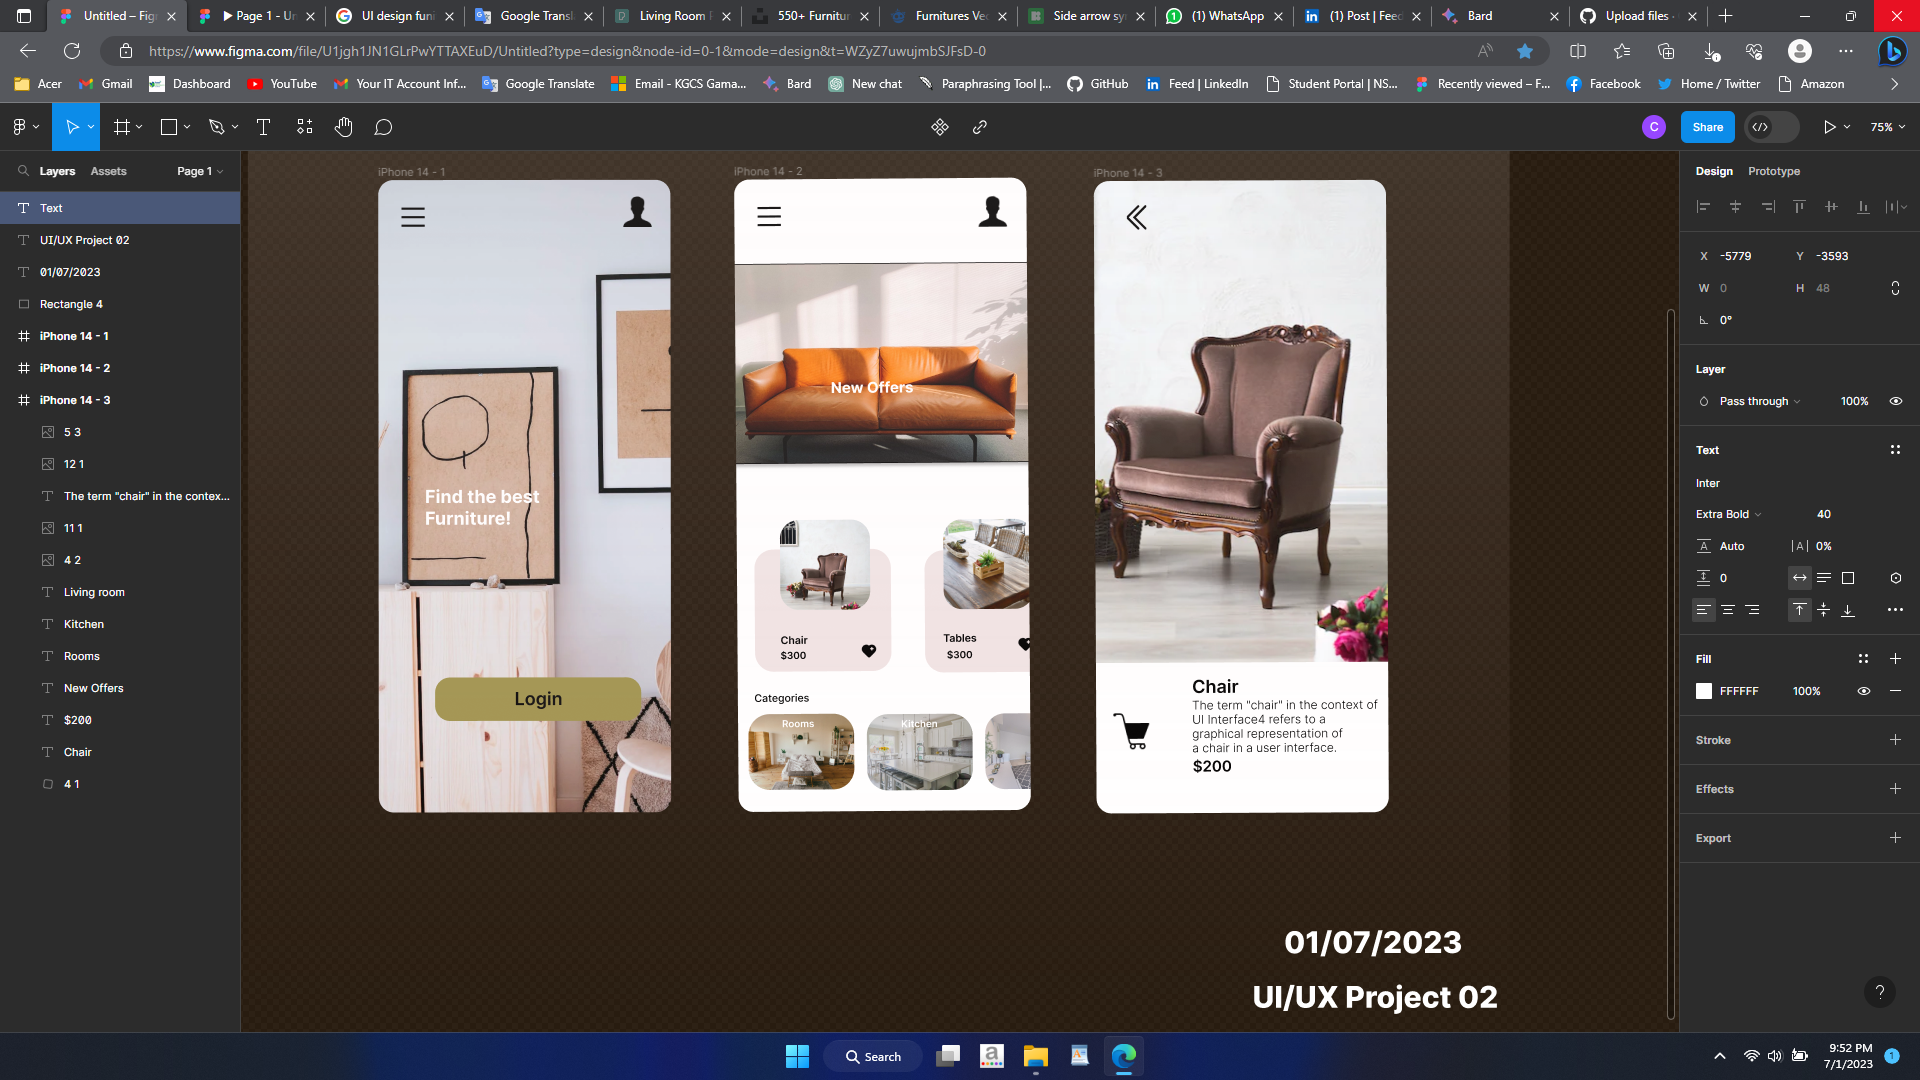 Untitled – Fig
Page 1 - Un
UI design furni
Google Transl
Living Room F
550+ Furnitur
Furnitures Vec
Side arrow sy
(1) WhatsApp
(1) Post | Feed
Bard
Upload files
https://www.figma.com/file/U1jgh1JN1GLrPwYTTAXEuD/Untitled?type=design&node-id=0-1&mode=design&t=WZyZ7uwujmbSJFsD-0
Acer
Gmail
Dashboard
YouTube
Your IT Account Inf...
Google Translate
Email - KGCS Gama...
Bard
New chat
Paraphrasing Tool |...
GitHub
Feed | LinkedIn
Student Portal | NS...
Recently viewed – F...
Facebook
Home / Twitter
Amazon
C
Share
75%
Layers
Assets
Page 1
Text
UI/UX Project 02
01/07/2023
Rectangle 4
iPhone 14 - 1
iPhone 14 - 2
iPhone 14 - 3
5 3
12 1
The term "chair" in the contex...
11 1
4 2
Living room
Kitchen
Rooms
New Offers
$200
Chair
4 1
iPhone 14 - 1
Find the best
Furniture!
Login
iPhone 14 - 2
New Offers
Chair
$300
Tables
$300
Categories
Rooms
Kitchen
iPhone 14 - 3
Chair
The term "chair" in the context of
UI Interface4 refers to a
graphical representation of
a chair in a user interface.
$200
01/07/2023
UI/UX Project 02
Design
Prototype
X -5779
Y -3593
W 0
H 48
0°
Layer
Pass through
100%
Text
Inter
Extra Bold
40
Auto
0%
0
Fill
FFFFFF
100%
Stroke
Effects
Export
?
Search
9:52 PM
7/1/2023
1